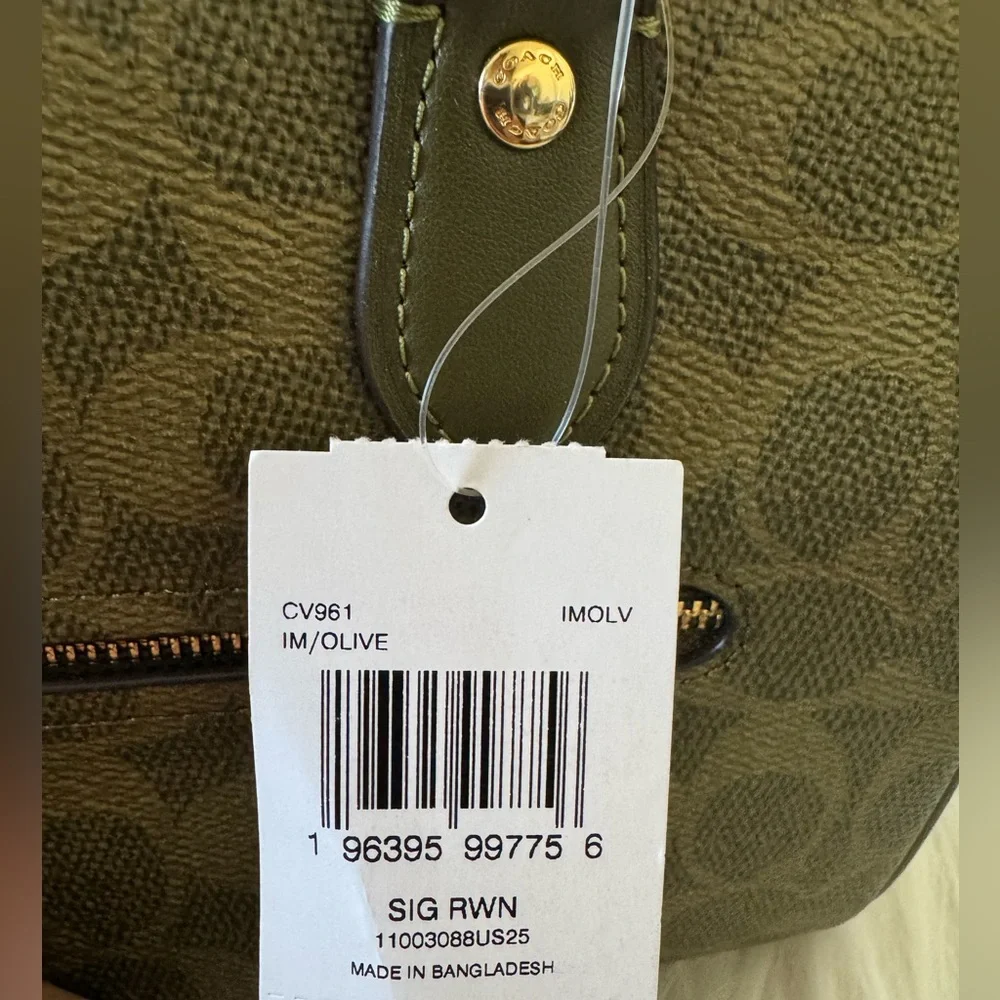 COACH
COACH
CV961 IMOLV
IM/OLIVE
1 96395 99775 6
SIG RWN
11003088US25
MADE IN BANGLADESH